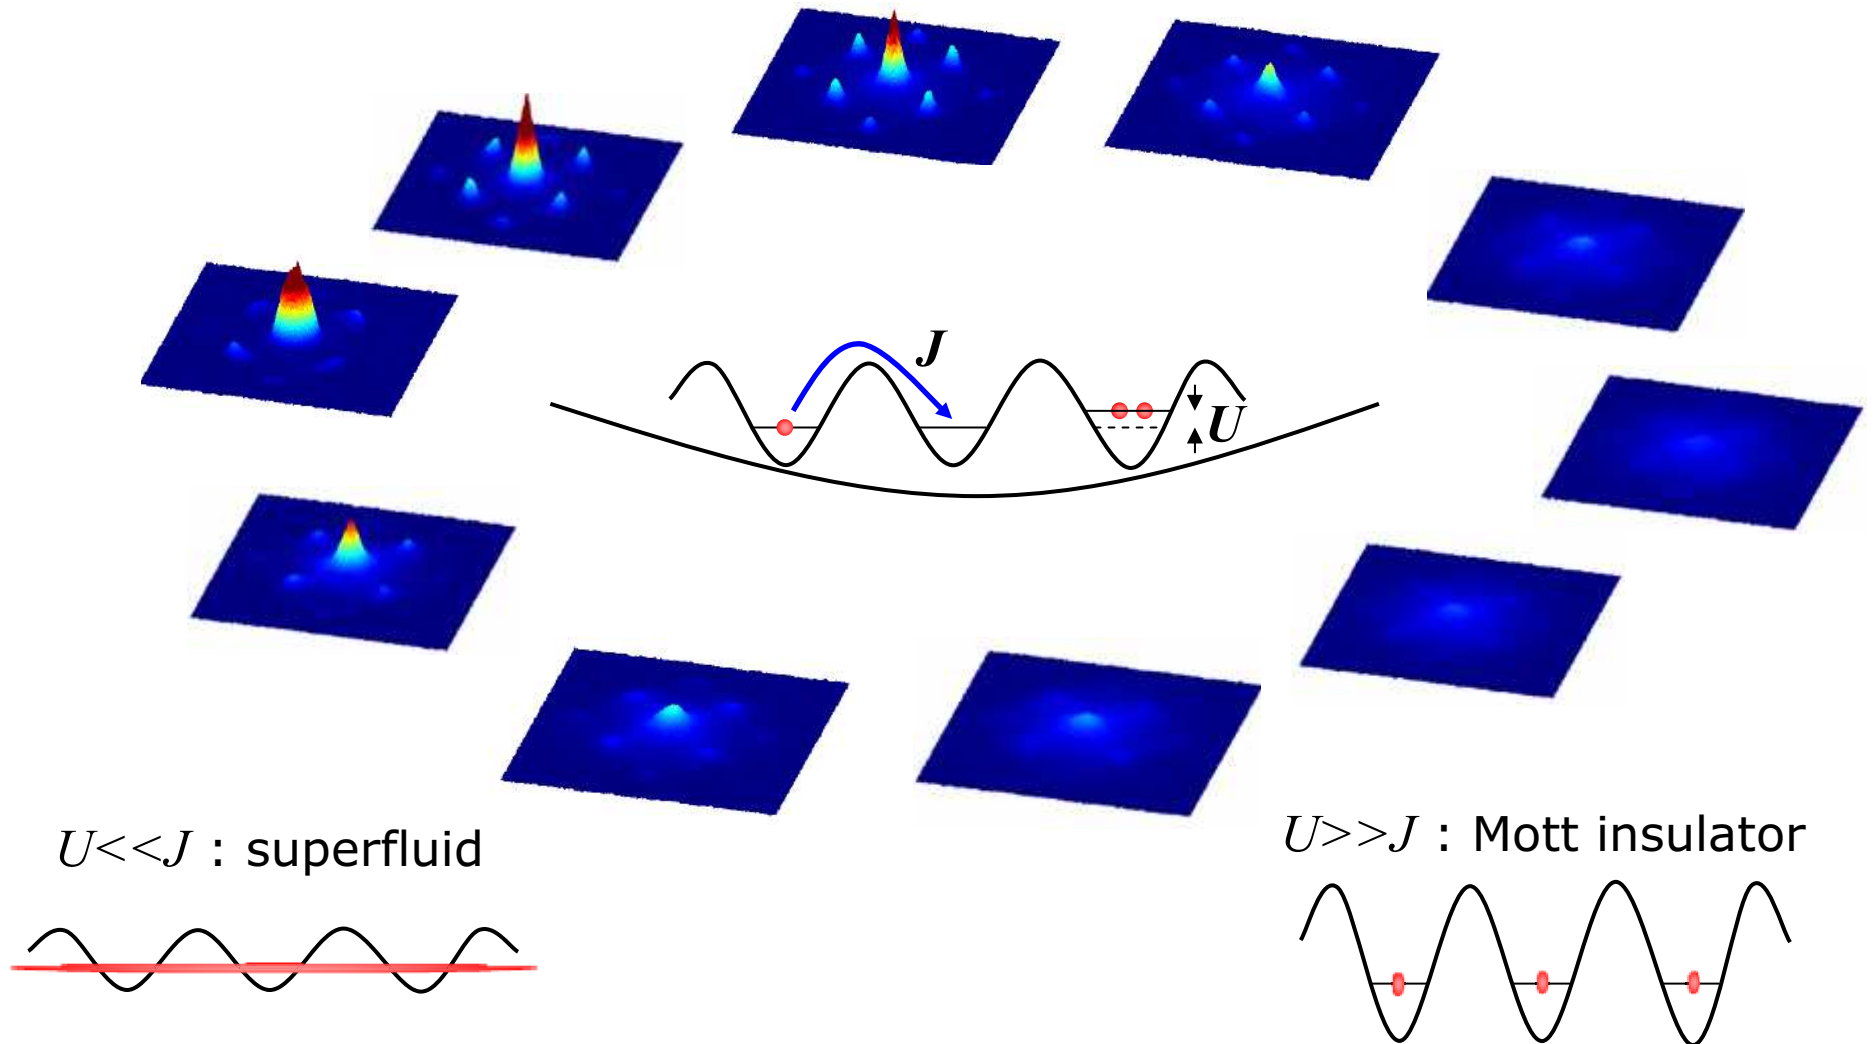 J
U
U<<J : superfluid
U>>J : Mott insulator